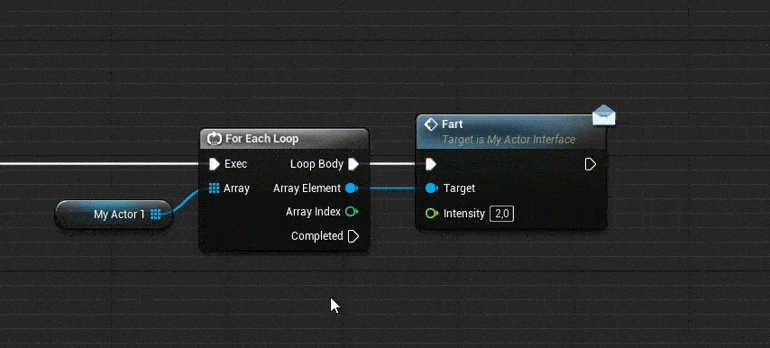 For Each Loop
Exec
Loop Body
Array
Array Element
Array Index
Completed
My Actor 1
Fart
Target is My Actor Interface
Target
Intensity 2,0